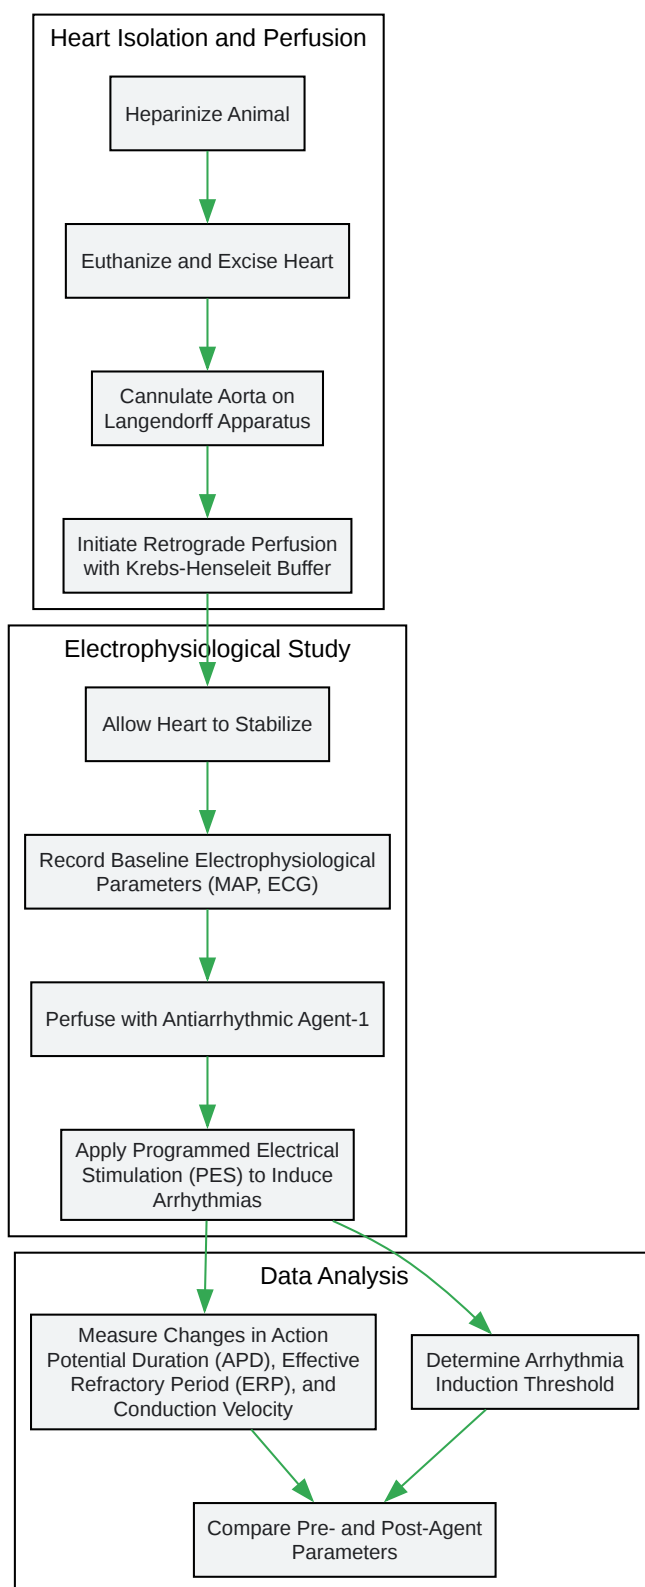 Heart Isolation and Perfusion
Heparinize Animal
Euthanize and Excise Heart
Cannulate Aorta on
Langendorff Apparatus
Initiate Retrograde Perfusion
with Krebs-Henseleit Buffer
Electrophysiological Study
Allow Heart to Stabilize
Record Baseline Electrophysiological
Parameters (MAP, ECG)
Perfuse with Antiarrhythmic Agent-1
Apply Programmed Electrical
Stimulation (PES) to Induce
Arrhythmias
Data Analysis
Measure Changes in Action
Potential Duration (APD), Effective
Refractory Period (ERP), and
Conduction Velocity
Determine Arrhythmia
Induction Threshold
Compare Pre- and Post-Agent
Parameters